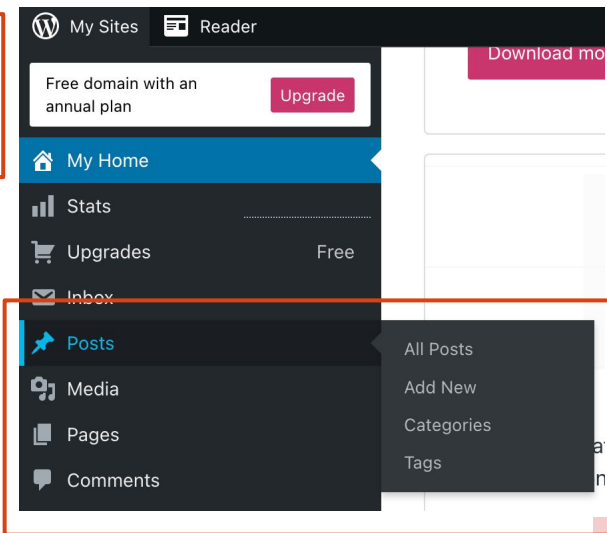 My Sites Reader
Download mo
Free domain with an
annual plan
Upgrade
My Home
Stats
Upgrades Free
Inbox
Posts
Media
Pages
Comments
All Posts
Add New
Categories
Tags